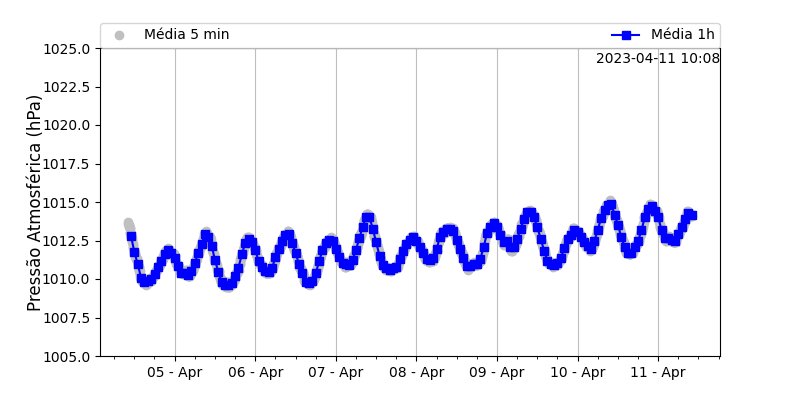 Média 5 min
Média 1h
2023-04-11 10:08
Pressão Atmosférica (hPa)
1025.0
1022.5
1020.0
1017.5
1015.0
1012.5
1010.0
1007.5
1005.0
05 - Apr
06 - Apr
07 - Apr
08 - Apr
09 - Apr
10 - Apr
11 - Apr